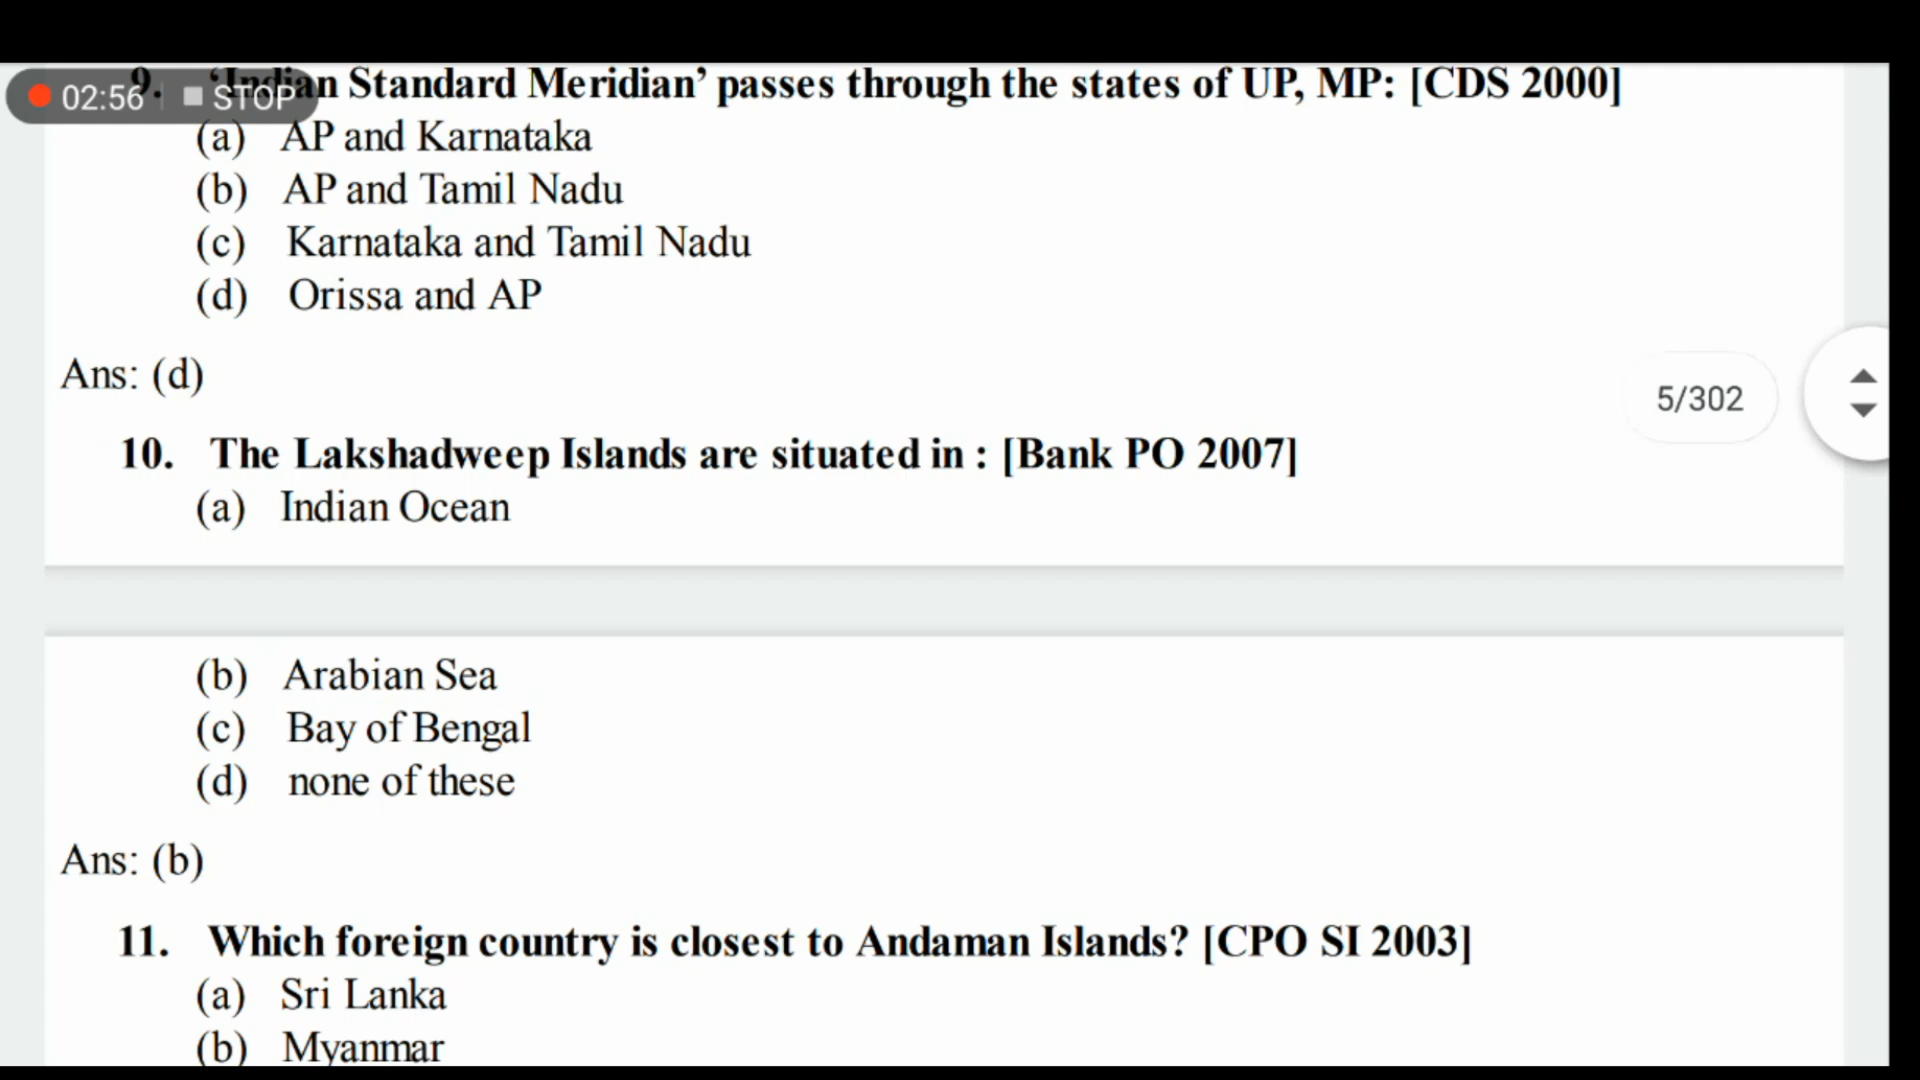 9. ‘Indian Standard Meridian’ passes through the states of UP, MP: [CDS 2000]
02:56 STOP
(a) AP and Karnataka
(b) AP and Tamil Nadu
(c) Karnataka and Tamil Nadu
(d) Orissa and AP
Ans: (d)
5/302
10. The Lakshadweep Islands are situated in : [Bank PO 2007]
(a) Indian Ocean
(b) Arabian Sea
(c) Bay of Bengal
(d) none of these
Ans: (b)
11. Which foreign country is closest to Andaman Islands? [CPO SI 2003]
(a) Sri Lanka
(b) Myanmar